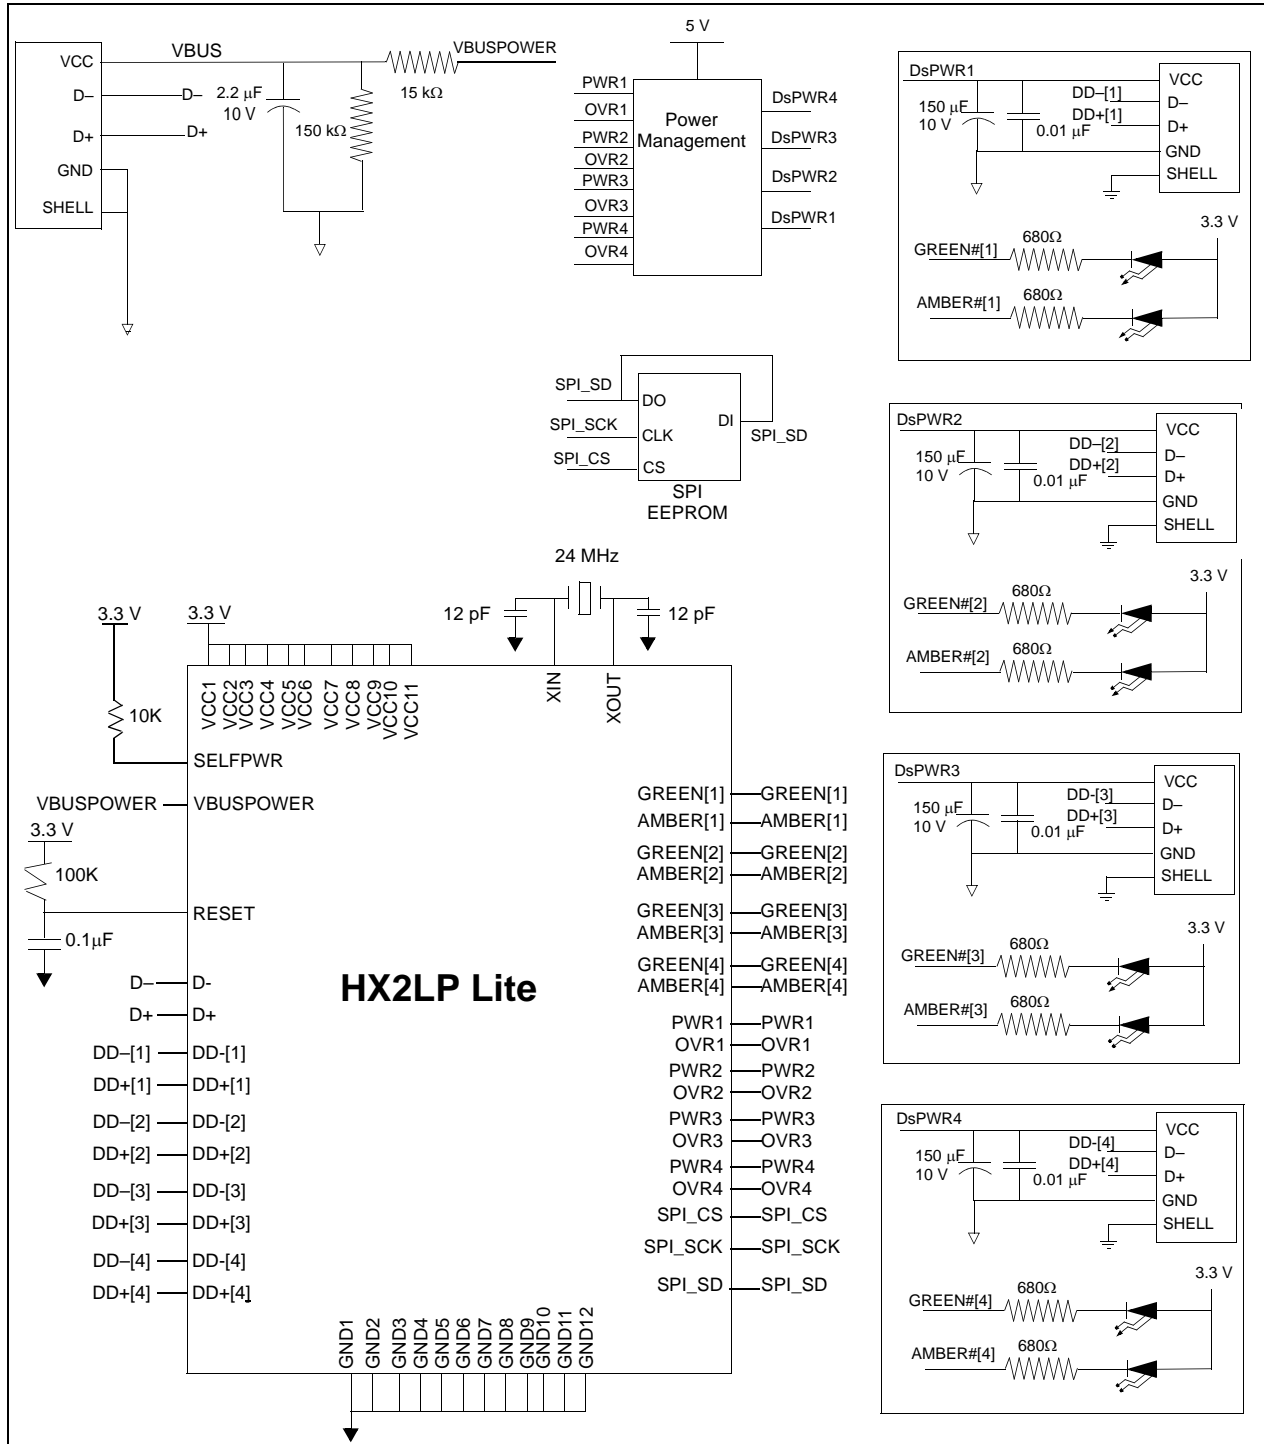 VCC
D–
D+
GND
SHELL
VBUS
D–
D+
2.2 µF
10 V
150 kΩ
15 kΩ
VBUSPOWER
5 V
PWR1
OVR1
PWR2
OVR2
PWR3
OVR3
PWR4
OVR4
Power
Management
DsPWR4
DsPWR3
DsPWR2
DsPWR1
SPI_SD
SPI_SCK
SPI_CS
DO
CLK
CS
DI
SPI_SD
SPI
EEPROM
24 MHz
12 pF
12 pF
3.3 V
3.3 V
10K
VCC1
VCC2
VCC3
VCC4
VCC5
VCC6
VCC7
VCC8
VCC9
VCC10
VCC11
XIN
XOUT
SELFPWR
VBUSPOWER
VBUSPOWER
3.3 V
100K
RESET
0.1µF
HX2LP Lite
D– D-
D+ D+
DD–[1] DD-[1]
DD+[1] DD+[1]
DD–[2] DD-[2]
DD+[2] DD+[2]
DD–[3] DD-[3]
DD+[3] DD+[3]
DD–[4] DD-[4]
DD+[4] DD+[4]
GREEN[1] GREEN[1]
AMBER[1] AMBER[1]
GREEN[2] GREEN[2]
AMBER[2] AMBER[2]
GREEN[3] GREEN[3]
AMBER[3] AMBER[3]
GREEN[4] GREEN[4]
AMBER[4] AMBER[4]
PWR1 PWR1
OVR1 OVR1
PWR2 PWR2
OVR2 OVR2
PWR3 PWR3
OVR3 OVR3
PWR4 PWR4
OVR4 OVR4
SPI_CS SPI_CS
SPI_SCK SPI_SCK
SPI_SD SPI_SD
GND1
GND2
GND3
GND4
GND5
GND6
GND7
GND8
GND9
GND10
GND11
GND12
DsPWR1
150 µF
10 V
0.01 µF
DD–[1]
DD+[1]
VCC
D–
D+
GND
SHELL
3.3 V
GREEN#[1]
680Ω
AMBER#[1]
680Ω
DsPWR2
150 µF
10 V
0.01 µF
DD–[2]
DD+[2]
VCC
D–
D+
GND
SHELL
3.3 V
GREEN#[2]
680Ω
AMBER#[2]
680Ω
DsPWR3
150 µF
10 V
0.01 µF
DD-[3]
DD+[3]
VCC
D–
D+
GND
SHELL
3.3 V
GREEN#[3]
680Ω
AMBER#[3]
680Ω
DsPWR4
150 µF
10 V
0.01 µF
DD-[4]
DD+[4]
VCC
D–
D+
GND
SHELL
3.3 V
GREEN#[4]
680Ω
AMBER#[4]
680Ω